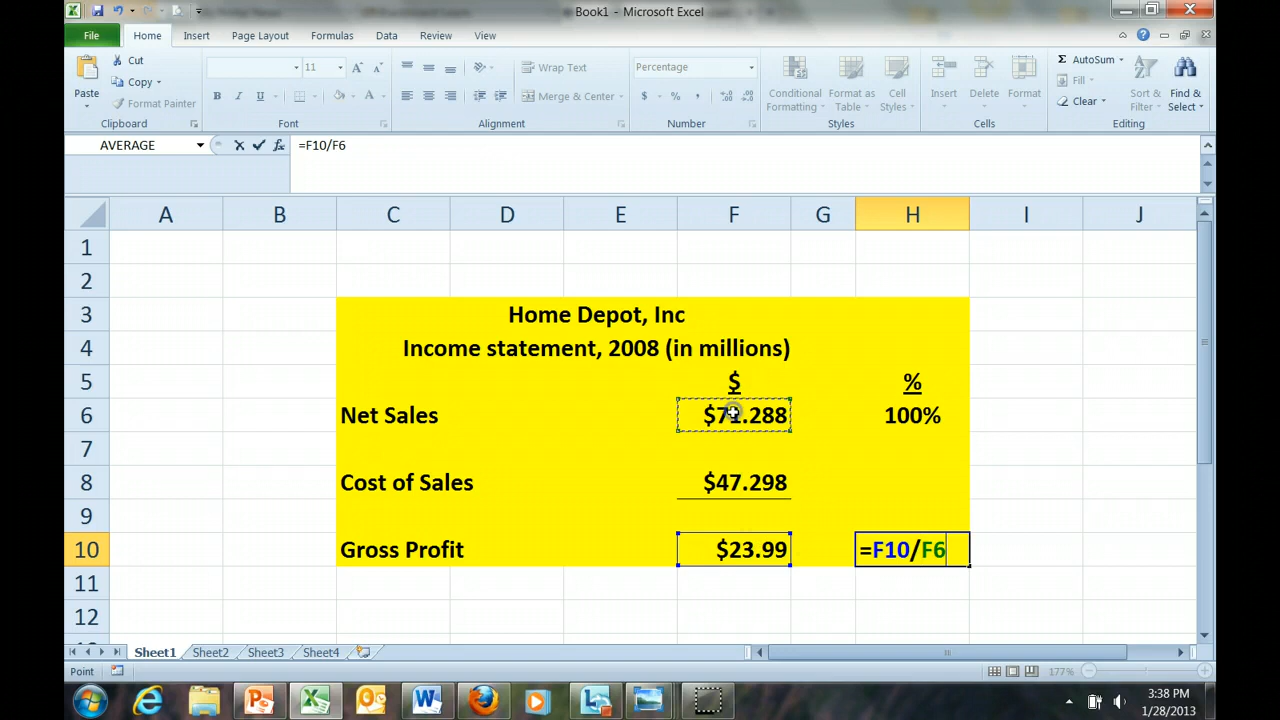 Book1 - Microsoft Excel
File Home Insert Page Layout Formulas Data Review View
Paste
Cut
Copy
Format Painter
Clipboard
11
B I U
Font
Wrap Text
Merge & Center
Alignment
Percentage
$ % ,
Number
Conditional Formatting
Format as Table
Cell Styles
Styles
Insert
Delete
Format
Cells
AutoSum
Fill
Clear
Sort & Filter
Find & Select
Editing
AVERAGE
=F10/F6
A B C D E F G H I J
1
2
3 Home Depot, Inc
4 Income statement, 2008 (in millions)
5 $ %
6 Net Sales $71.288 100%
7
8 Cost of Sales $47.298
9
10 Gross Profit $23.99 =F10/F6
11
12
Sheet1 Sheet2 Sheet3 Sheet4
Point
177%
3:38 PM
1/28/2013